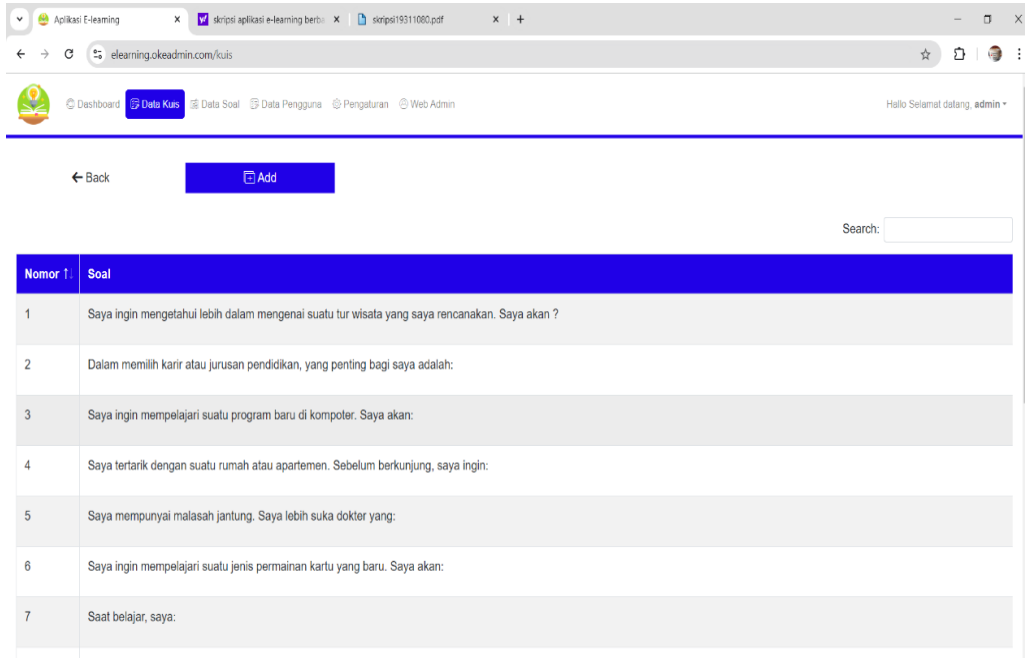 Aplikasi E-learning
skripsi aplikasi e-learning berba
skripsi19311080.pdf
elearning.okeadmin.com/kuis
Dashboard Data Kuis Data Soal Data Pengguna Pengaturan Web Admin Hallo Selamat datang, admin
Back Add
Search:
Nomor Soal
1 Saya ingin mengetahui lebih dalam mengenai suatu tur wisata yang saya rencanakan. Saya akan ?
2 Dalam memilih karir atau jurusan pendidikan, yang penting bagi saya adalah:
3 Saya ingin mempelajari suatu program baru di kompoter. Saya akan:
4 Saya tertarik dengan suatu rumah atau apartemen. Sebelum berkunjung, saya ingin:
5 Saya mempunyai malasah jantung. Saya lebih suka dokter yang:
6 Saya ingin mempelajari suatu jenis permainan kartu yang baru. Saya akan:
7 Saat belajar, saya: